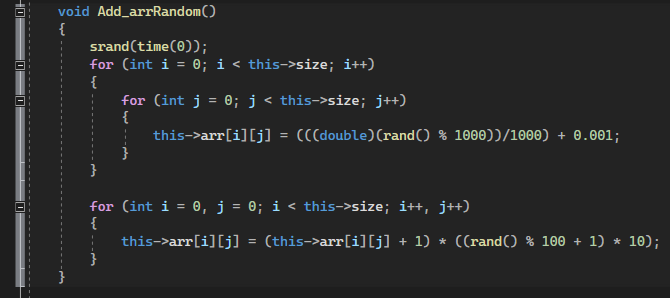 void Add_arrRandom()
{
srand(time(0));
for (int i = 0; i < this->size; i++)
{
for (int j = 0; j < this->size; j++)
{
this->arr[i][j] = (((double)(rand() % 1000))/1000) + 0.001;
}
}
for (int i = 0, j = 0; i < this->size; i++, j++)
{
this->arr[i][j] = (this->arr[i][j] + 1) * ((rand() % 100 + 1) * 10);
}
}